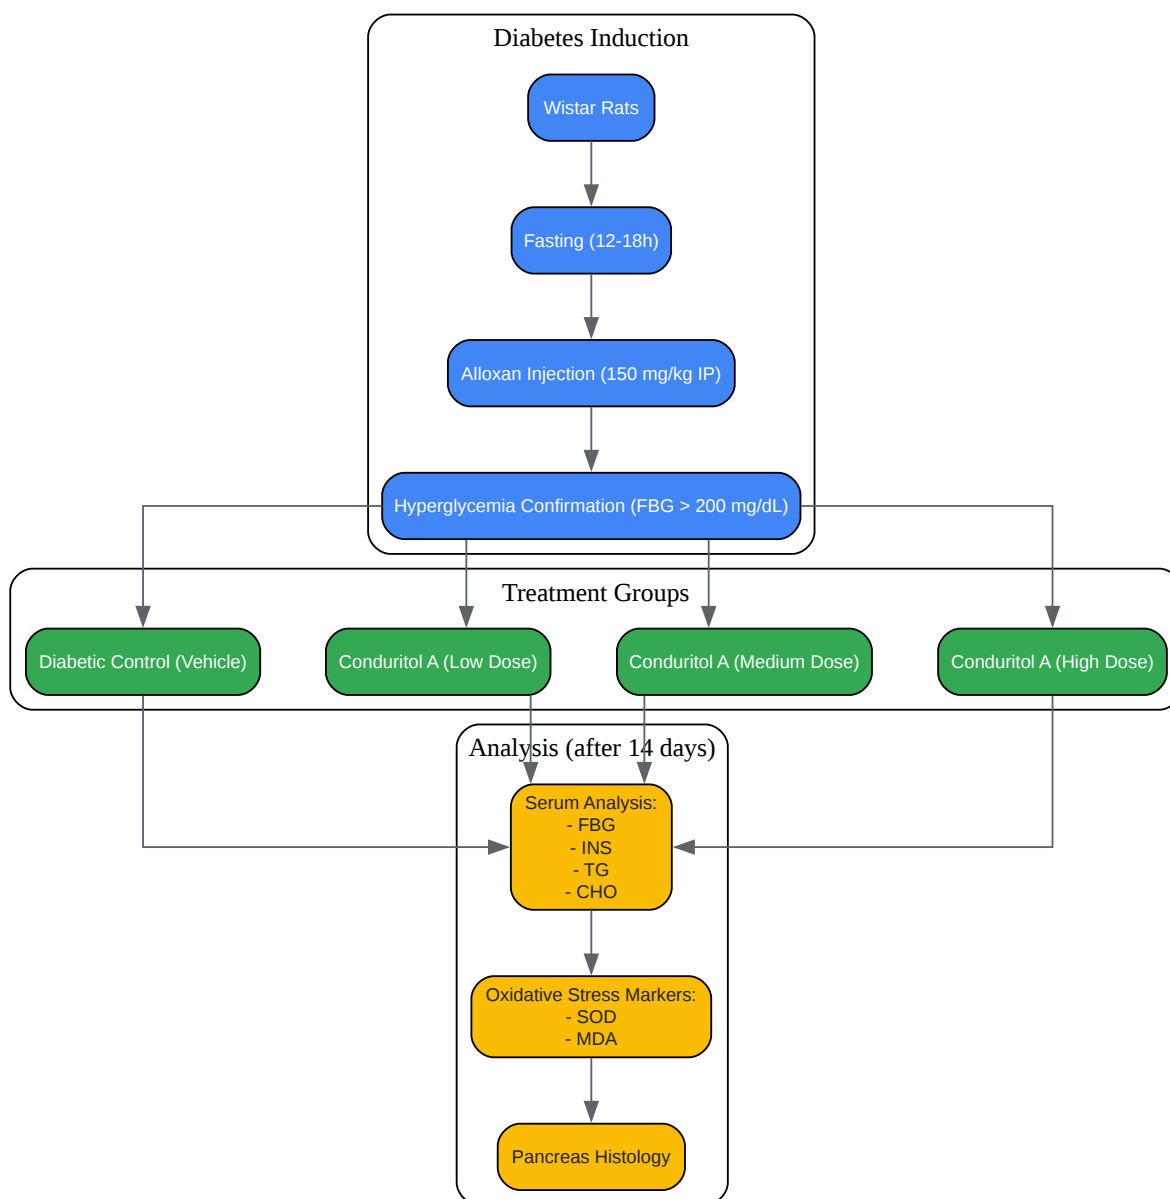 Diabetes Induction
Wistar Rats
Fasting (12-18h)
Alloxan Injection (150 mg/kg IP)
Hyperglycemia Confirmation (FBG > 200 mg/dL)
Treatment Groups
Diabetic Control (Vehicle)
Conduritol A (Low Dose)
Conduritol A (Medium Dose)
Conduritol A (High Dose)
Analysis (after 14 days)
Serum Analysis:
- FBG
- INS
- TG
- CHO
Oxidative Stress Markers:
- SOD
- MDA
Pancreas Histology